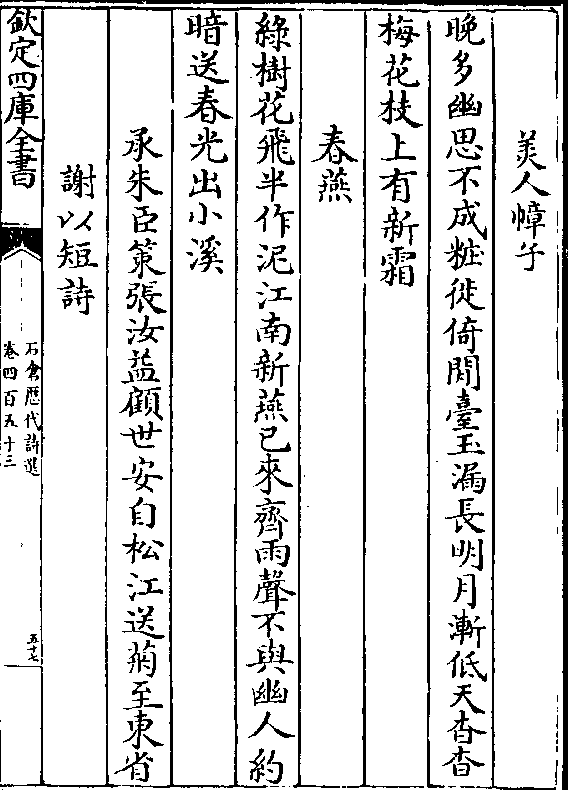 美人幛子
晚多幽思不成粧徙倚閒臺玉漏長明月漸低天杳杳
梅花枝上有新霜
春燕
綠樹花飛半作泥江南新燕已來齊雨聲不與幽人約
暗送春光出小溪
承朱臣策張汝益顧世安自松江送菊至東省
謝以短詩
欽定四庫全書
石倉歴代詩選
卷四百五十三
五十七